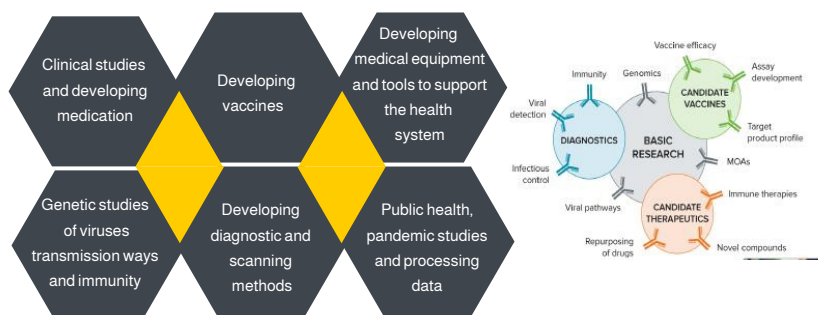 Clinical studies
and developing
medication
Developing
vaccines
Developing
medical equipment
and tools to support
the health
system
Genetic studies
of viruses
transmission ways
and immunity
Developing
diagnostic and
scanning
methods
Public health,
pandemic studies
and processing
data
Vaccine efficacy
Immunity
Genomics
Assay
development
CANDIDATE
VACCINES
Viral
detection
DIAGNOSTICS
BASIC
RESEARCH
Target
product profile
Infectious
control
MOAs
Viral pathways
CANDIDATE
THERAPEUTICS
Immune therapies
Repurposing
of drugs
Novel compounds